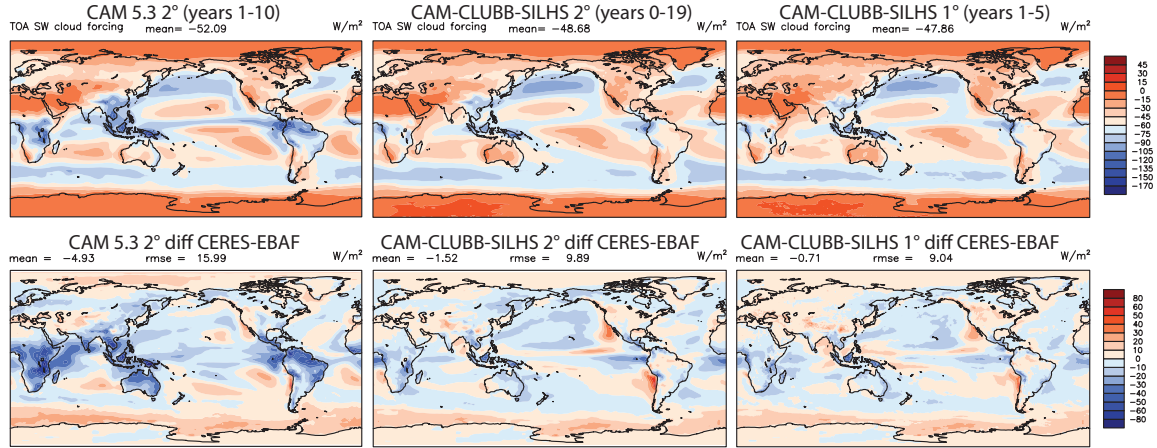 CAM 5.3 2° (years 1-10)
TOA SW cloud forcing mean= −52.09 W/m²
CAM-CLUBB-SILHS 2° (years 0-19)
TOA SW cloud forcing mean= −48.68 W/m²
CAM-CLUBB-SILHS 1° (years 1-5)
TOA SW cloud forcing mean= −47.86 W/m²
45
30
15
0
−15
−30
−45
−60
−75
−90
−105
−120
−135
−150
−170
CAM 5.3 2° diff CERES-EBAF
mean = −4.93 rmse = 15.99 W/m²
CAM-CLUBB-SILHS 2° diff CERES-EBAF
mean = −1.52 rmse = 9.89 W/m²
CAM-CLUBB-SILHS 1° diff CERES-EBAF
mean = −0.71 rmse = 9.04 W/m²
80
60
50
40
30
20
10
0
−10
−20
−30
−40
−50
−60
−80